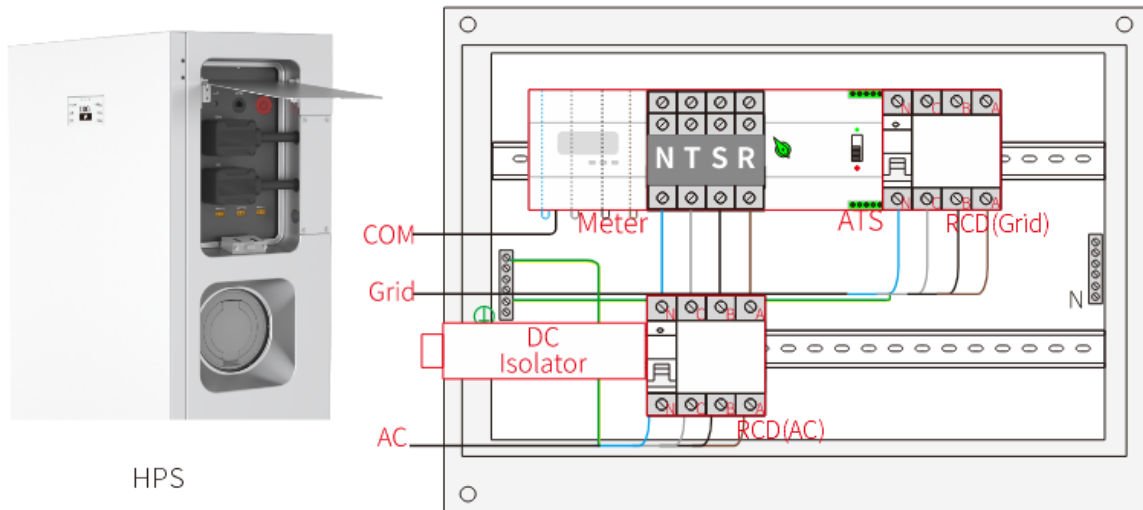 N C B A
N T S R
N C B A
Meter
ATS
RCD(Grid)
COM
Grid
N
N C B A
DC
Isolator
N C B A
RCD(AC)
AC
HPS